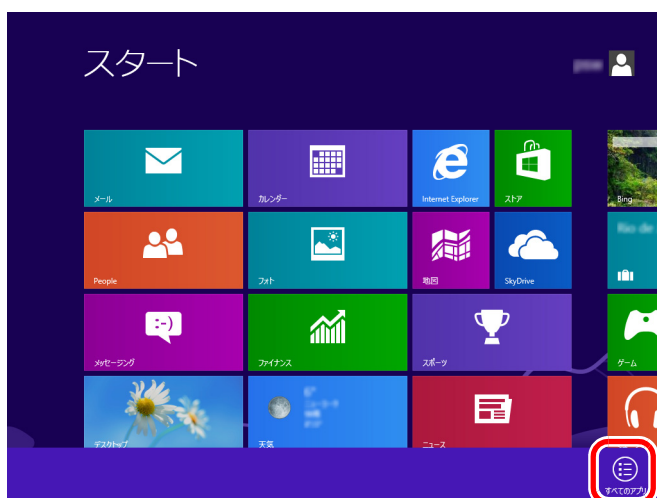 スタート
メール
カレンダー
Internet Explorer
ストア
Bing
People
フォト
地図
SkyDrive
メッセージング
ファイナンス
スポーツ
ゲーム
デスクトップ
天気
ニュース
すべてのアプリ